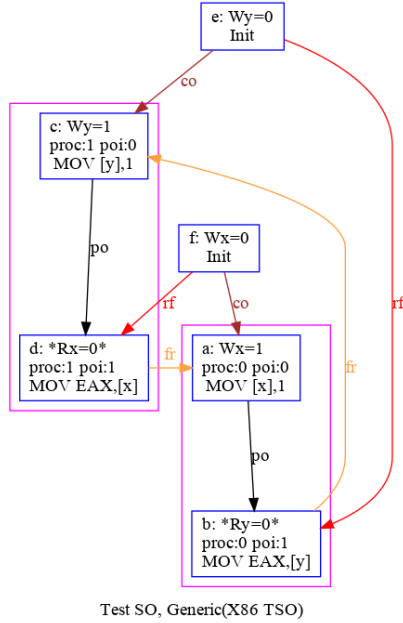 e: Wy=0
Init
co
c: Wy=1
proc:1 poi:0
MOV [y],1
po
f: Wx=0
Init
rf
co
rf
d: *Rx=0*
proc:1 poi:1
MOV EAX,[x]
fr
a: Wx=1
proc:0 poi:0
MOV [x],1
fr
po
b: *Ry=0*
proc:0 poi:1
MOV EAX,[y]
Test SO, Generic(X86 TSO)